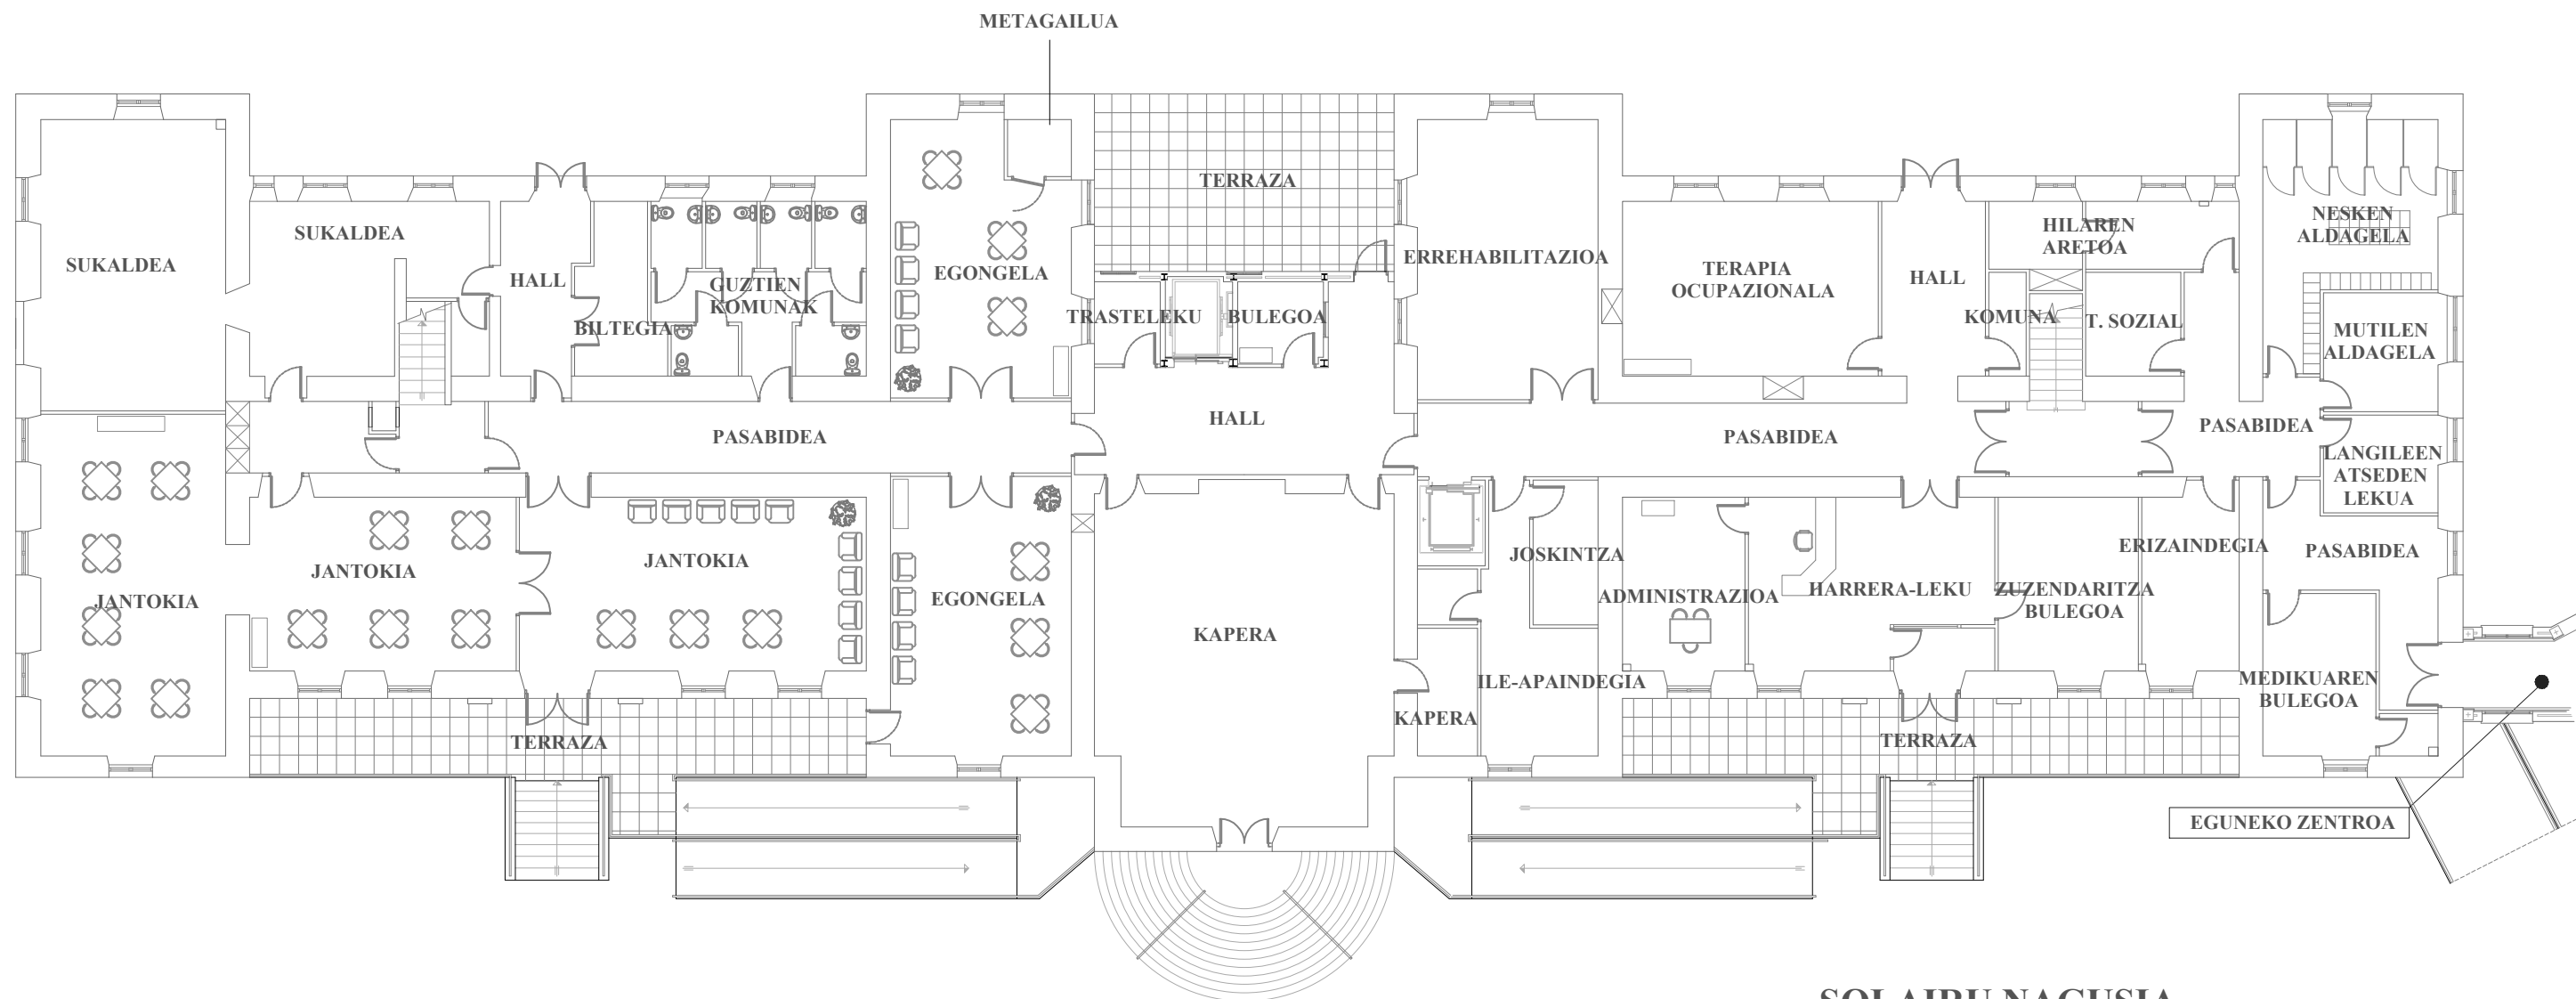 METAGAILUA
TERRAZA
SUKALDEA
SUKALDEA
HALL
BILTEGIA
GUZTIEN
KOMUNAK
EGONGELA
TRASTELEKU
BULEGOA
ERREHABILITAZIOA
TERAPIA
OCUPAZIONALA
HALL
HILAREN
ARETOA
KOMUNA
T. SOZIAL
NESKEN
ALDAGELA
MUTILEN
ALDAGELA
PASABIDEA
HALL
PASABIDEA
PASABIDEA
LANGILEEN
ATSEDEN
LEKUA
JANTOKIA
JANTOKIA
JANTOKIA
EGONGELA
KAPERA
JOSKINTZA
ADMINISTRAZIOA
HARRERA-LEKU
ZUZENDARITZA
BULEGOA
ERIZAINDEGIA
PASABIDEA
ILE-APAINDEGIA
KAPERA
MEDIKUAREN
BULEGOA
TERRAZA
TERRAZA
EGUNEKO ZENTROA
SOLAIRU NAGUSIA